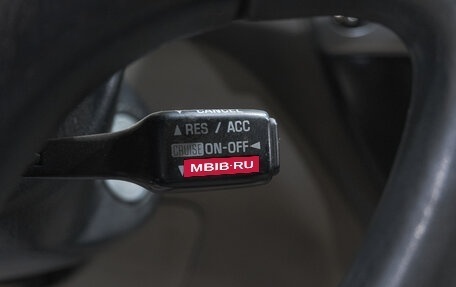 ▼ CANCEL
▲ RES / ACC
CRUISE ON-OFF ◄
▼ MBIB·RU